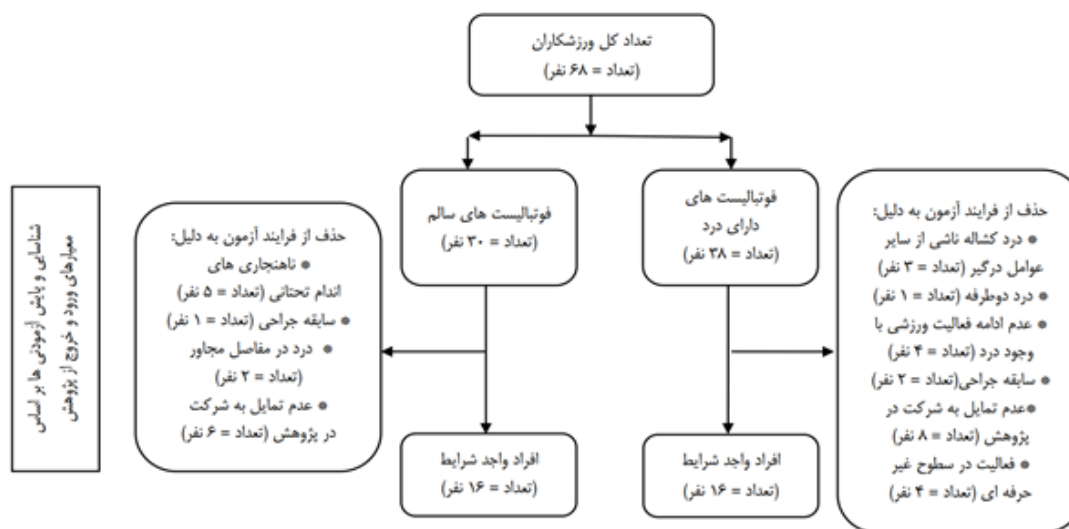 تعداد کل ورزشکاران
(تعداد = ۶۸ نفر)
فوتبالیست های
دارای درد
(تعداد = ۳۸ نفر)
فوتبالیست های سالم
(تعداد = ۳۰ نفر)
حذف از فرایند آزمون به دلیل:
● درد کشاله ناشی از سایر
عوامل درگیر (تعداد = ۳ نفر)
● درد دوطرفه (تعداد = ۱ نفر)
● عدم ادامه فعالیت ورزشی با
وجود درد (تعداد = ۴ نفر)
● سابقه جراحی(تعداد = ۲ نفر)
● عدم تمایل به شرکت در
پژوهش (تعداد = ۸ نفر)
● فعالیت در سطوح غیر
حرفه ای (تعداد = ۴ نفر)
حذف از فرایند آزمون به دلیل:
● ناهنجاری های
اندام تحتانی (تعداد = ۵ نفر)
● سابقه جراحی (تعداد = ۱ نفر)
● درد در مفاصل مجاور
(تعداد = ۲ نفر)
● عدم تمایل به شرکت
در پژوهش (تعداد = ۶ نفر)
افراد واجد شرایط
(تعداد = ۱۶ نفر)
افراد واجد شرایط
(تعداد = ۱۶ نفر)
شناسایی و پایش آزمودنی ها بر اساس
معیارهای ورود و خروج از پژوهش